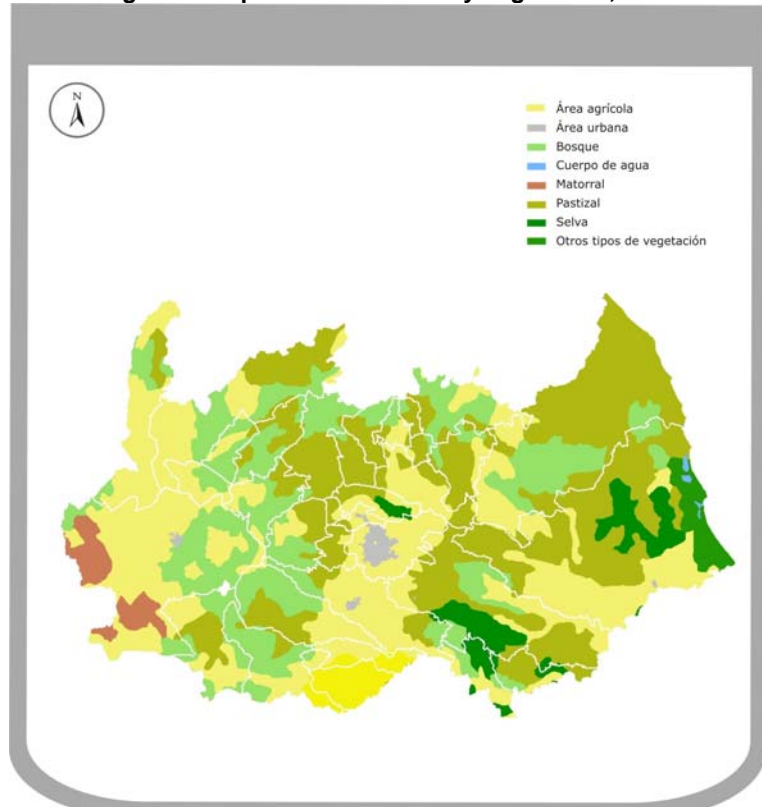 N
Área agrícola
Área urbana
Bosque
Cuerpo de agua
Matorral
Pastizal
Selva
Otros tipos de vegetación